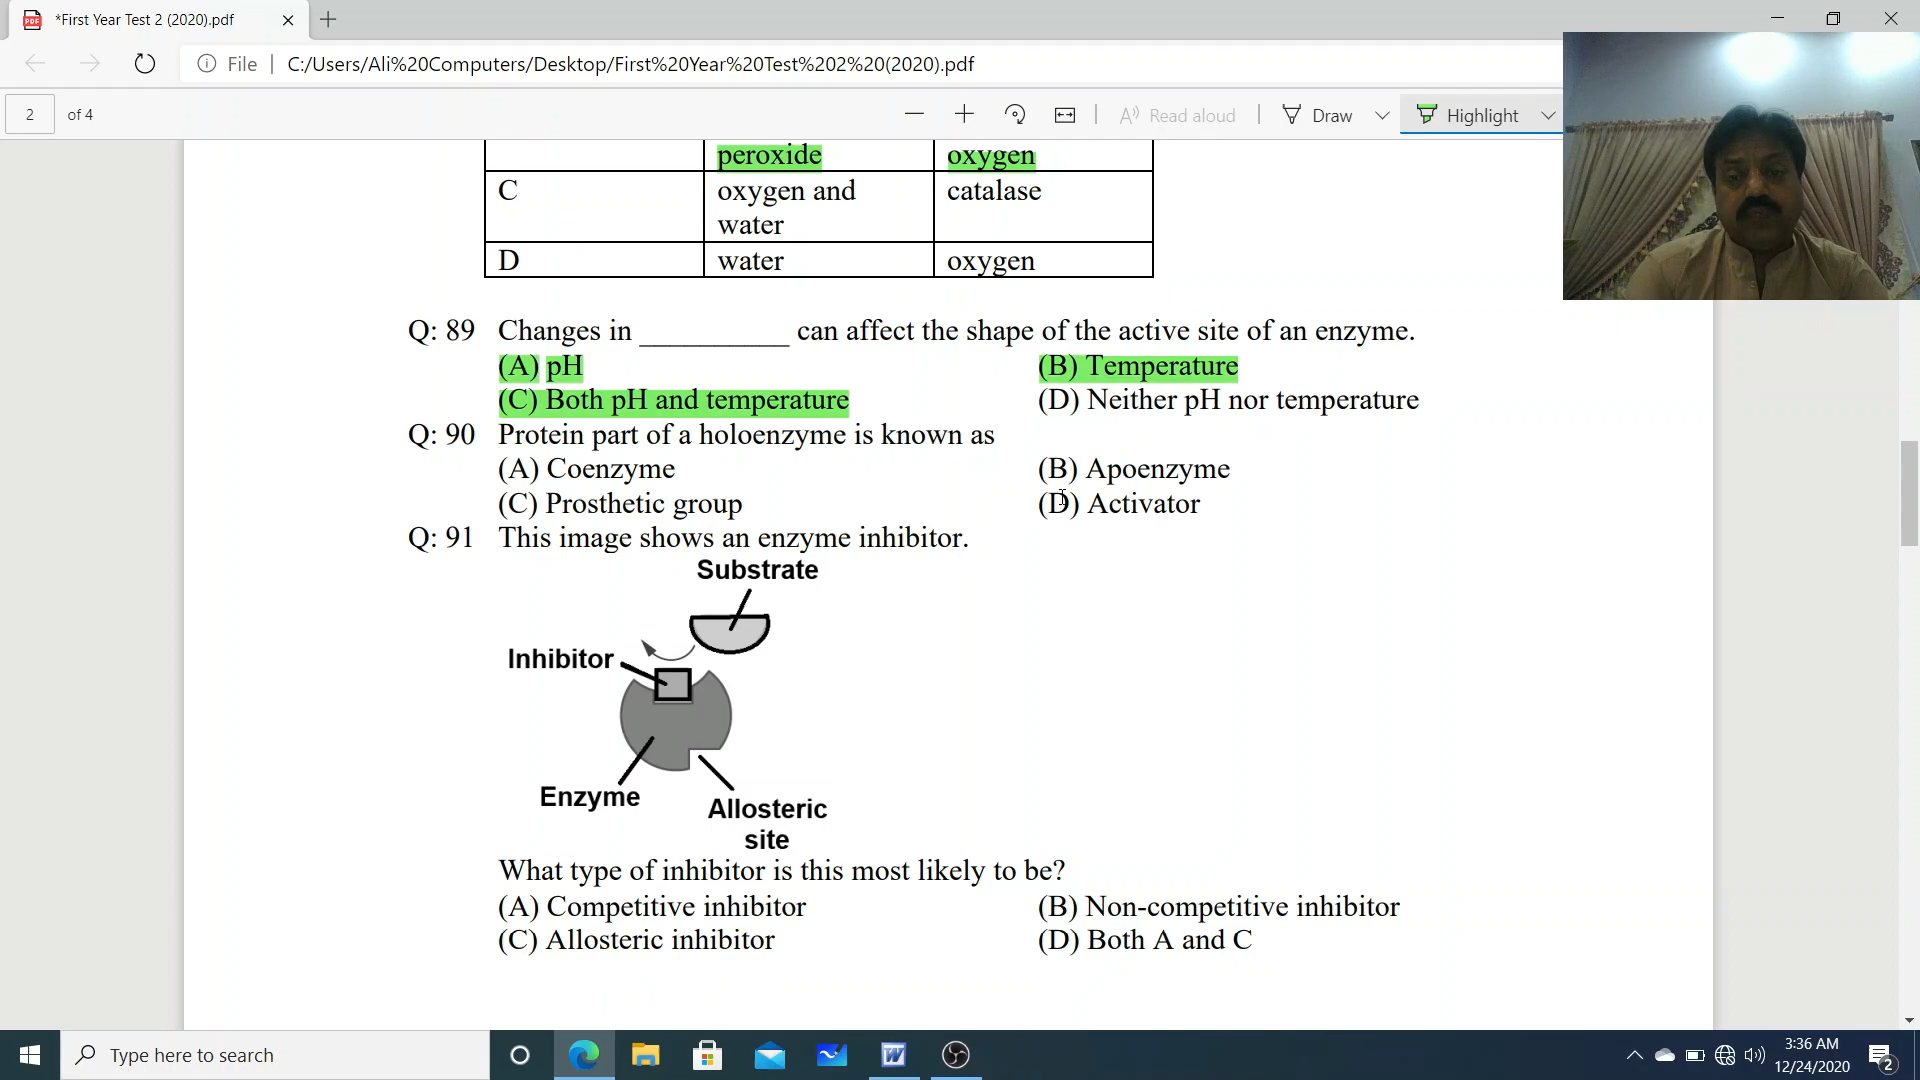 *First Year Test 2 (2020).pdf
File | C:/Users/Ali%20Computers/Desktop/First%20Year%20Test%202%20(2020).pdf
2 of 4 Read aloud Draw Highlight
peroxide oxygen
C oxygen and water catalase
D water oxygen
Q: 89 Changes in __________ can affect the shape of the active site of an enzyme.
(A) pH (B) Temperature
(C) Both pH and temperature (D) Neither pH nor temperature
Q: 90 Protein part of a holoenzyme is known as
(A) Coenzyme (B) Apoenzyme
(C) Prosthetic group (D) Activator
Q: 91 This image shows an enzyme inhibitor.
Substrate
Inhibitor
Enzyme
Allosteric
site
What type of inhibitor is this most likely to be?
(A) Competitive inhibitor (B) Non-competitive inhibitor
(C) Allosteric inhibitor (D) Both A and C
Type here to search
3:36 AM
12/24/2020
2